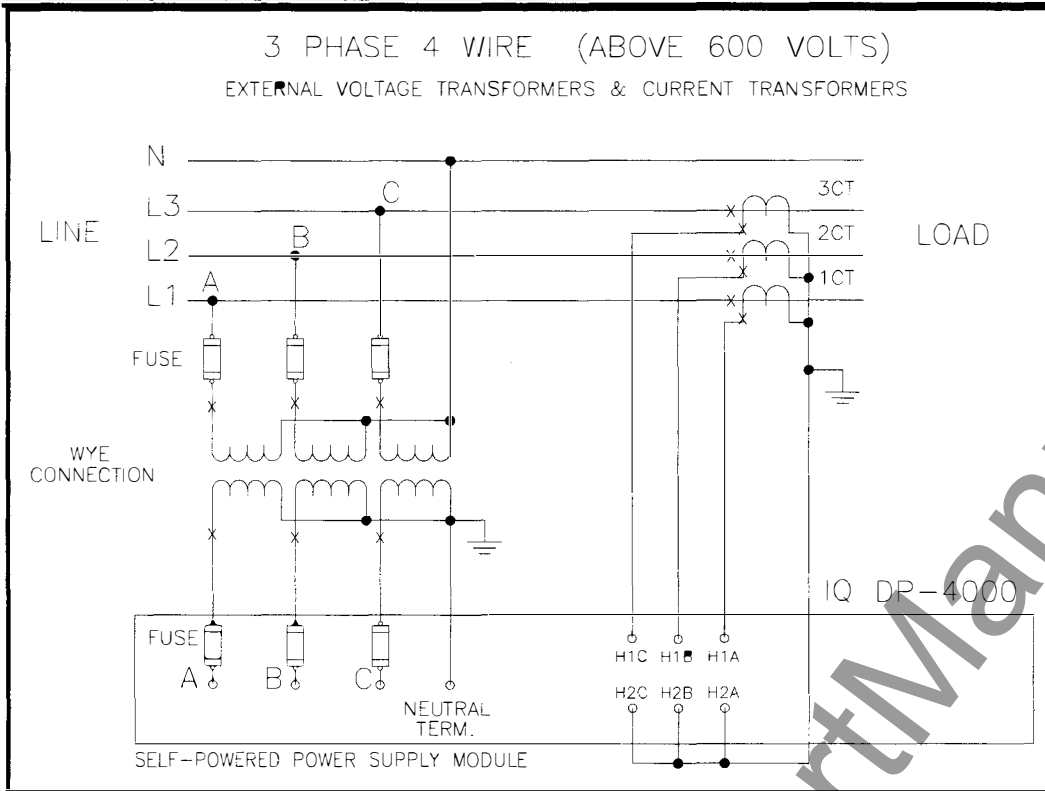 3 PHASE 4 WIRE (ABOVE 600 VOLTS)
EXTERNAL VOLTAGE TRANSFORMERS & CURRENT TRANSFORMERS
N
L3
C
3CT
LINE
B
2CT
LOAD
L2
A
1CT
L1
FUSE
WYE
CONNECTION
IQ DP-4000
FUSE
A
B
C
NEUTRAL
TERM.
H1C H1B H1A
H2C H2B H2A
SELF-POWERED POWER SUPPLY MODULE